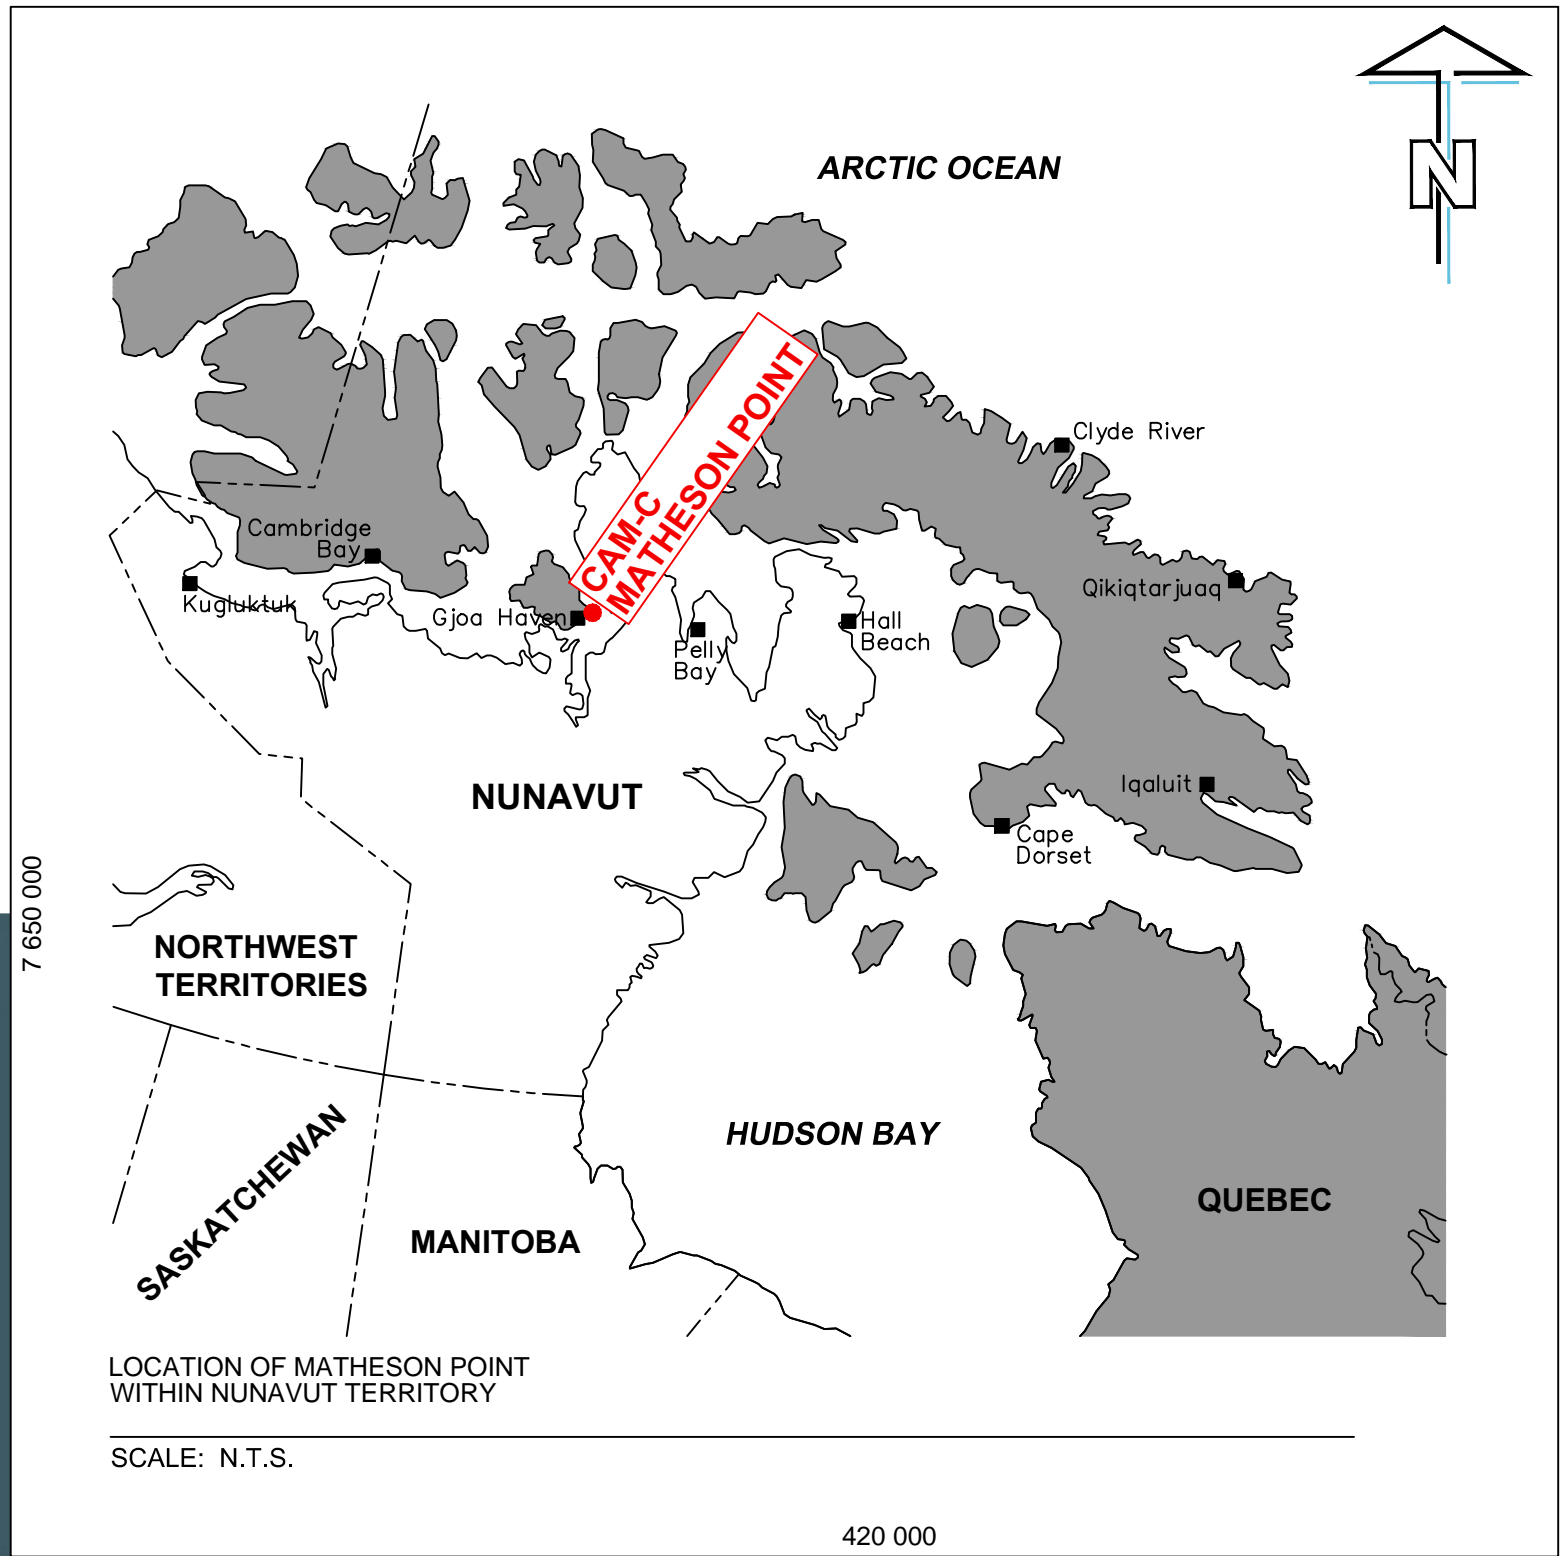 N
ARCTIC OCEAN
CAM-C
MATHESON POINT
Clyde River
Cambridge
Bay
Kugluktuk
Gjoa Haven
Pelly
Bay
Hall
Beach
Qikiqtarjuaq
NUNAVUT
Iqaluit
Cape
Dorset
7 650 000
NORTHWEST
TERRITORIES
HUDSON BAY
SASKATCHEWAN
MANITOBA
QUEBEC
LOCATION OF MATHESON POINT
WITHIN NUNAVUT TERRITORY
SCALE: N.T.S.
420 000